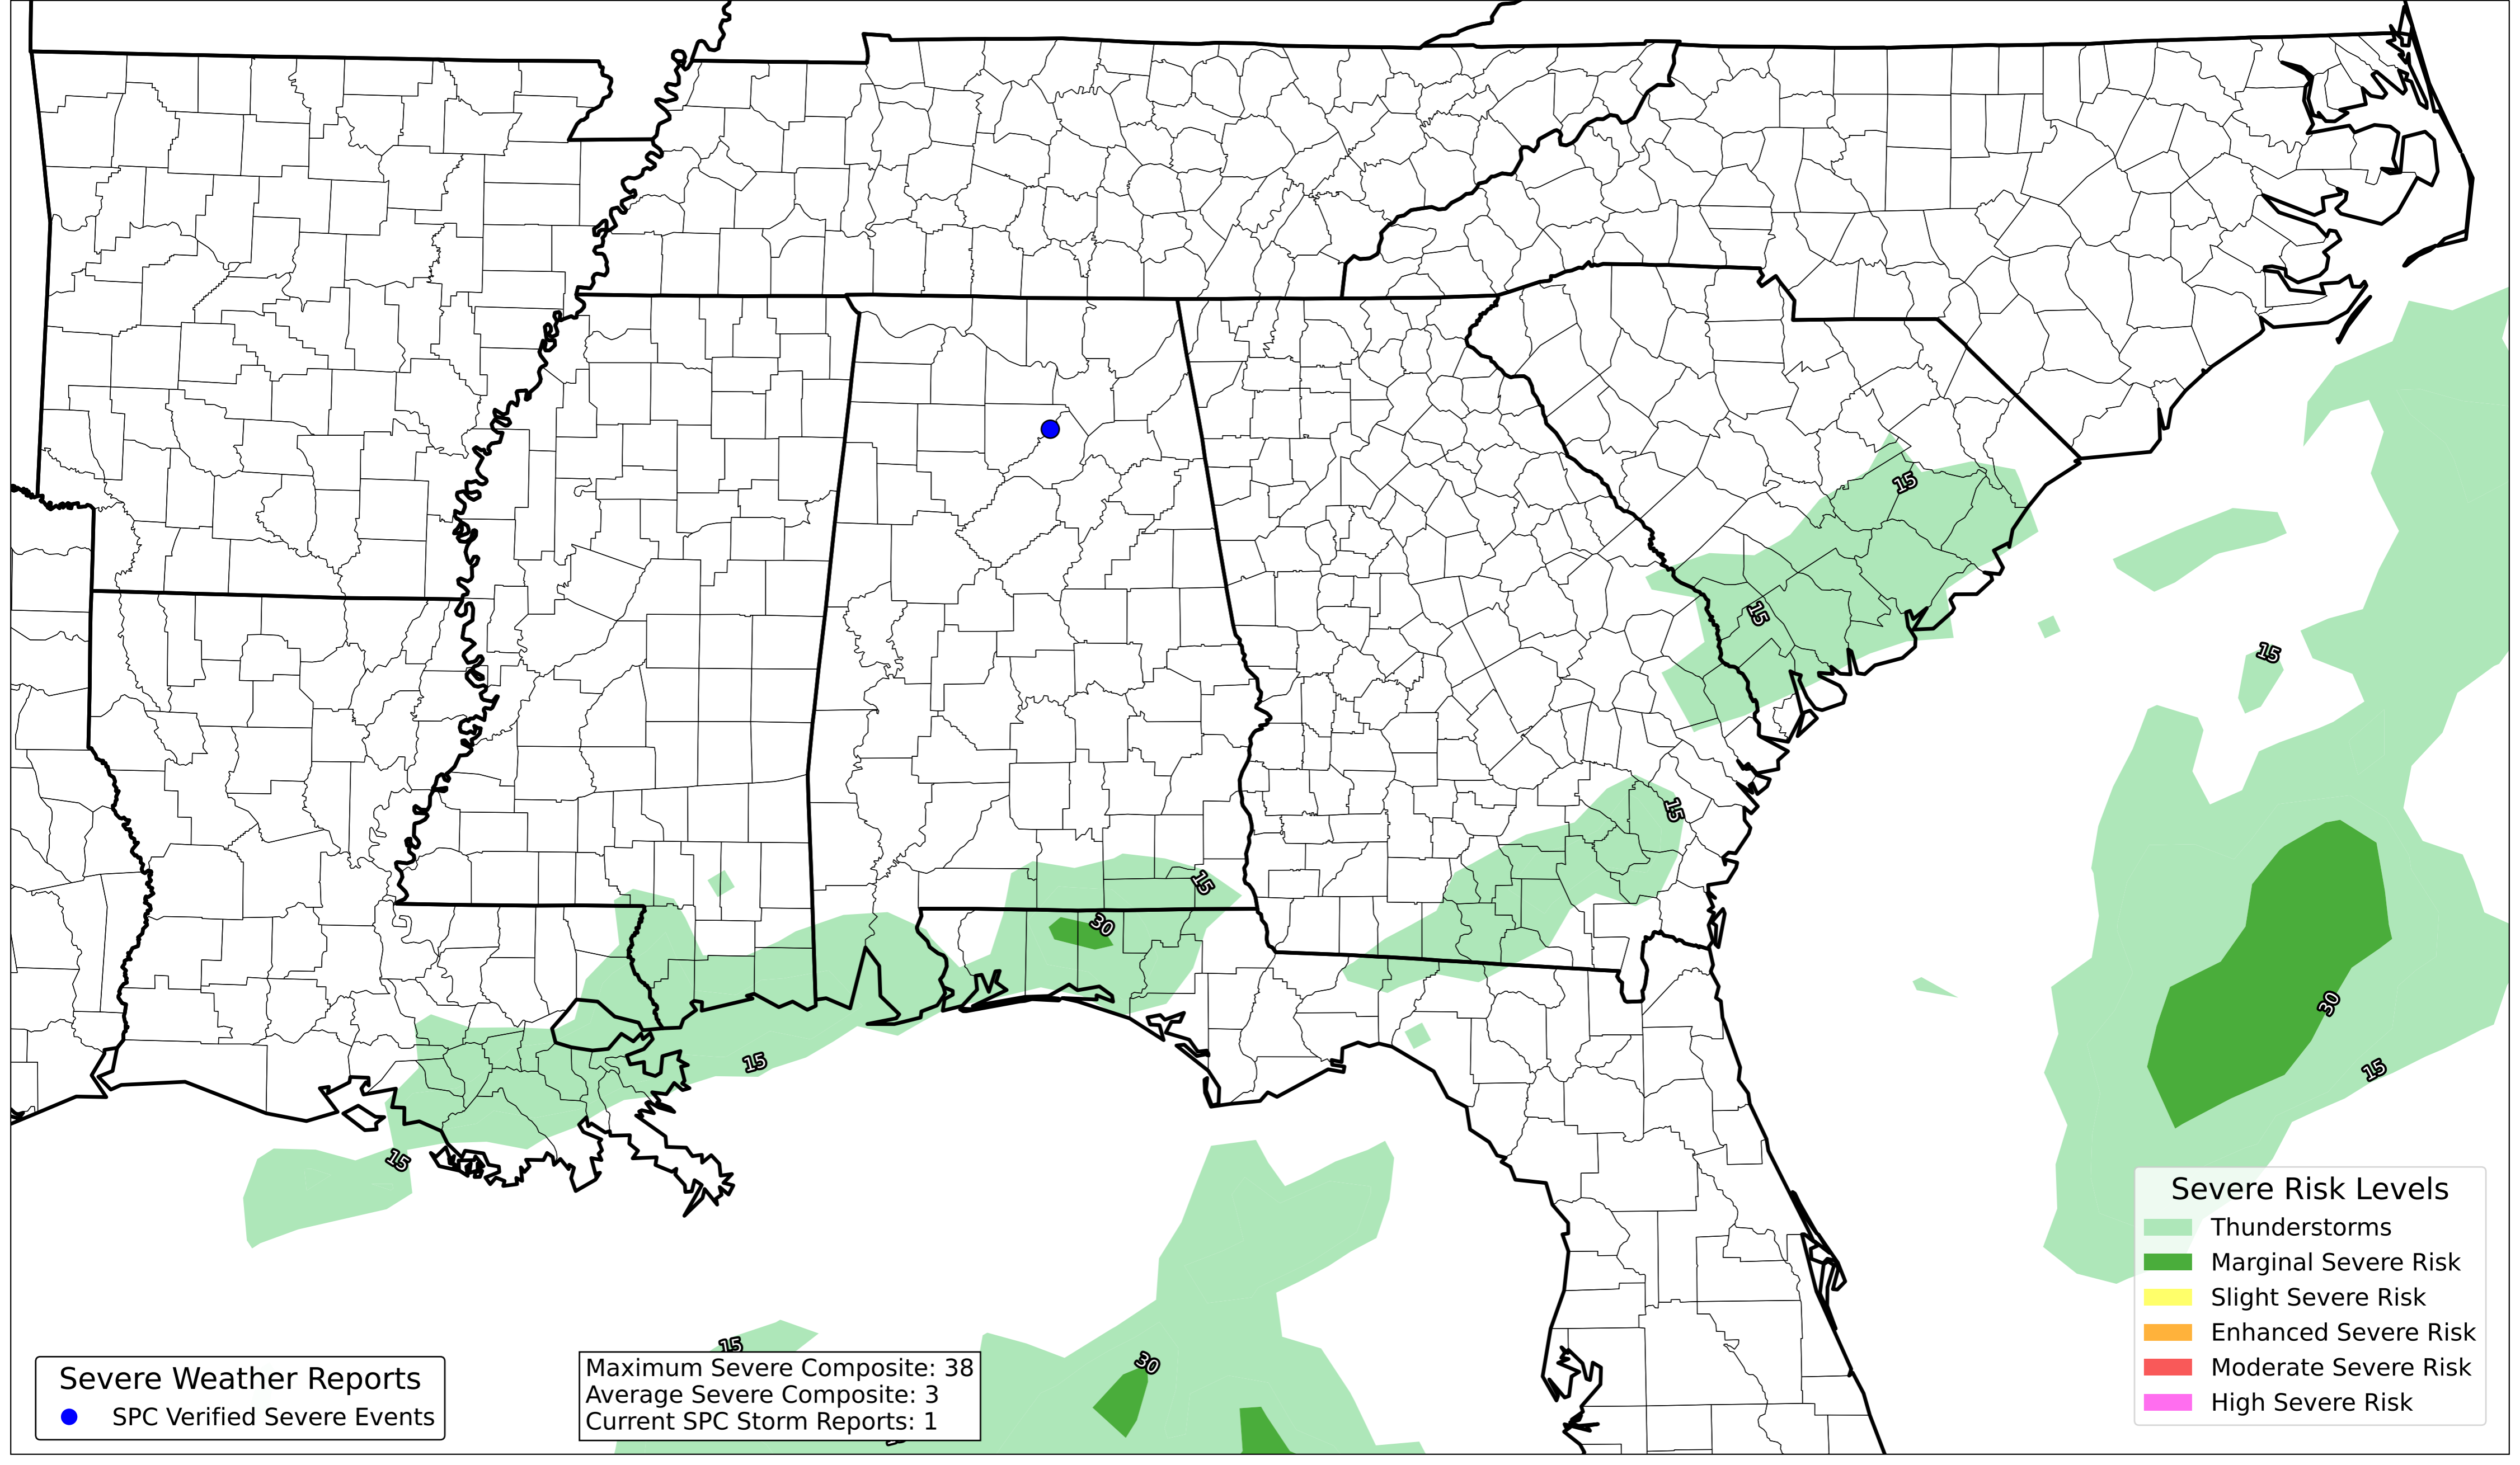 15
15
15
15
15
30
30
15
15
15
30
15
Severe Weather Reports
SPC Verified Severe Events
Maximum Severe Composite: 38
Average Severe Composite: 3
Current SPC Storm Reports: 1
Severe Risk Levels
Thunderstorms
Marginal Severe Risk
Slight Severe Risk
Enhanced Severe Risk
Moderate Severe Risk
High Severe Risk